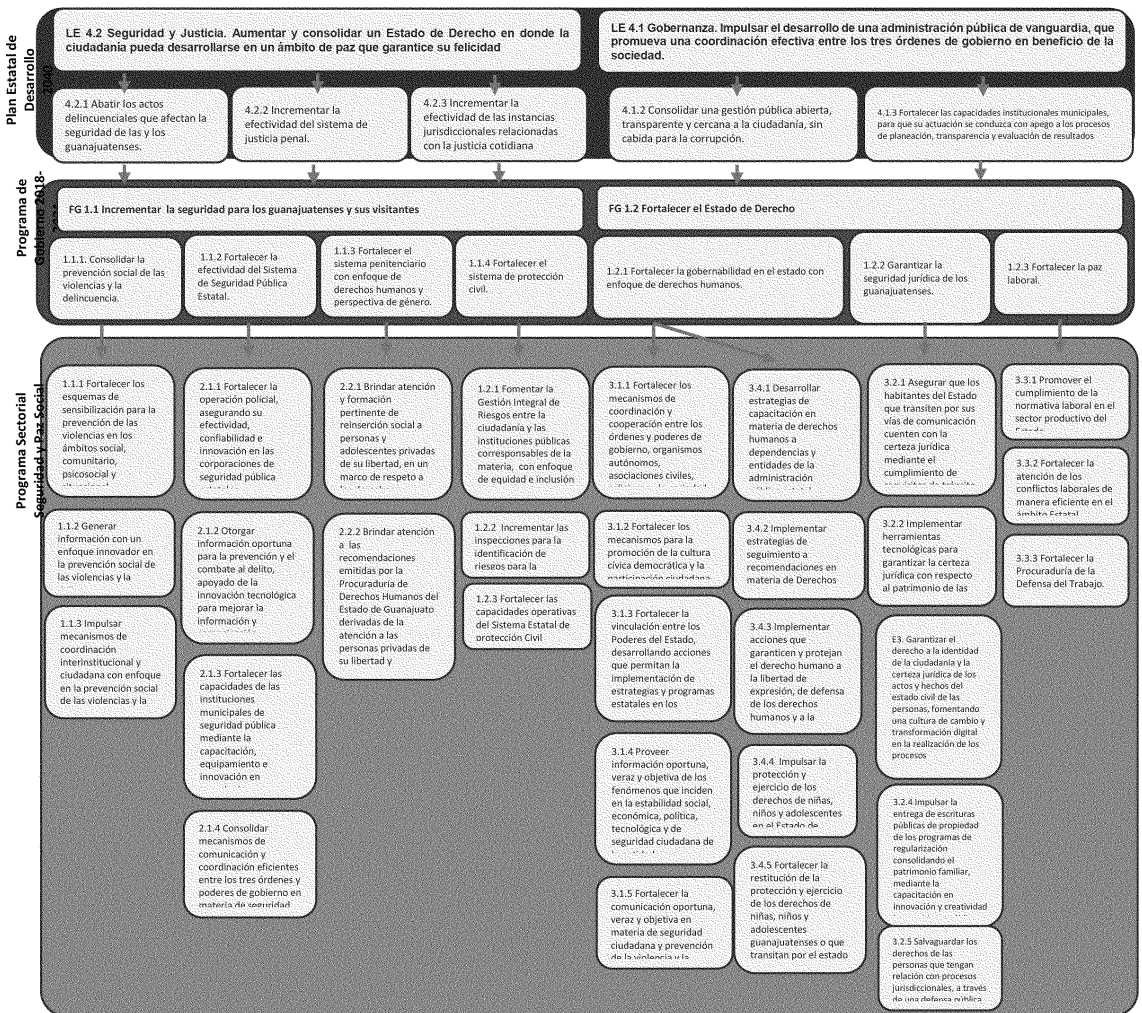 Plan Estatal de
Desarrollo
2040
LE 4.2 Seguridad y Justicia. Aumentar y consolidar un Estado de Derecho en donde la
ciudadanía pueda desarrollarse en un ámbito de paz que garantice su felicidad
LE 4.1 Gobernanza. Impulsar el desarrollo de una administración pública de vanguardia, que
promueva una coordinación efectiva entre los tres órdenes de gobierno en beneficio de la
sociedad.
4.2.1 Abatir los actos
delincuenciales que afectan la
seguridad de las y los
guanajuatenses.
4.2.2 Incrementar la
efectividad del sistema de
justicia penal.
4.2.3 Incrementar la
efectividad de las instancias
jurisdiccionales relacionadas
con la justicia cotidiana
4.1.2 Consolidar una gestión pública abierta,
transparente y cercana a la ciudadanía, sin
cabida para la corrupción.
4.1.3 Fortalecer las capacidades institucionales municipales,
para que su actuación se conduzca con apego a los procesos
de planeación, transparencia y evaluación de resultados
Programa de
Gobierno 2018-
FG 1.1 Incrementar la seguridad para los guanajuatenses y sus visitantes
FG 1.2 Fortalecer el Estado de Derecho
1.1.1. Consolidar la
prevención social de las
violencias y la
delincuencia.
1.1.2 Fortalecer la
efectividad del Sistema
de Seguridad Pública
Estatal.
1.1.3 Fortalecer el
sistema penitenciario
con enfoque de
derechos humanos y
perspectiva de género.
1.1.4 Fortalecer el
sistema de protección
civil.
1.2.1 Fortalecer la gobernabilidad en el estado con
enfoque de derechos humanos.
1.2.2 Garantizar la
seguridad jurídica de los
guanajuatenses.
1.2.3 Fortalecer la paz
laboral.
Programa Sectorial
Seguridad y Paz Social
1.1.1 Fortalecer los
esquemas de
sensibilización para la
prevención de las
violencias en los
ámbitos social,
comunitario,
psicosocial y
1.1.2 Generar
información con un
enfoque innovador en
la prevención social de
las violencias y la
1.1.3 Impulsar
mecanismos de
coordinación
interinstitucional y
ciudadana con enfoque
en la prevención social
de las violencias y la
2.1.1 Fortalecer la
operación policial,
asegurando su
efectividad,
confiabilidad e
innovación en las
corporaciones de
seguridad pública
2.1.2 Otorgar
información oportuna
para la prevención y el
combate al delito,
apoyado de la
innovación tecnológica
para mejorar la
información y
2.1.3 Fortalecer las
capacidades de las
instituciones
municipales de
seguridad pública
mediante la
capacitación,
equipamiento e
innovación en
2.1.4 Consolidar
mecanismos de
comunicación y
coordinación eficientes
entre los tres órdenes y
poderes de gobierno en
materia de seguridad
2.2.1 Brindar atención
y formación
pertinente de
reinserción social a
personas y
adolescentes privadas
de su libertad, en un
marco de respeto a
2.2.2 Brindar atención
a las
recomendaciones
emitidas por la
Procuraduría de
Derechos Humanos del
Estado de Guanajuato
derivadas de la
atención a las
personas privadas de
su libertad y
1.2.1 Fomentar la
Gestión Integral de
Riesgos entre la
ciudadanía y las
instituciones públicas
corresponsables de la
materia, con enfoque
de equidad e inclusión
1.2.2 Incrementar las
inspecciones para la
identificación de
riesgos para la
1.2.3 Fortalecer las
capacidades operativas
del Sistema Estatal de
protección Civil
3.1.1 Fortalecer los
mecanismos de
coordinación y
cooperación entre los
órdenes y poderes de
gobierno, organismos
autónomos,
asociaciones civiles,
3.1.2 Fortalecer los
mecanismos para la
promoción de la cultura
cívica democrática y la
participación ciudadana
3.1.3 Fortalecer la
vinculación entre los
Poderes del Estado,
desarrollando acciones
que permitan la
implementación de
estrategias y programas
estatales en los
3.1.4 Proveer
información oportuna,
veraz y objetiva de los
fenómenos que inciden
en la estabilidad social,
económica, política,
tecnológica y de
seguridad ciudadana de
3.1.5 Fortalecer la
comunicación oportuna,
veraz y objetiva en
materia de seguridad
ciudadana y prevención
de la violencia y la
3.4.1 Desarrollar
estrategias de
capacitación en
materia de derechos
humanos a
dependencias y
entidades de la
administración
pública estatal
3.4.2 Implementar
estrategias de
seguimiento a
recomendaciones en
materia de Derechos
3.4.3 Implementar
acciones que
garanticen y protejan
el derecho humano a
la libertad de
expresión, de defensa
de los derechos
humanos y a la
3.4.4 Impulsar la
protección y
ejercicio de los
derechos de niñas,
niños y adolescentes
en el Estado de
3.4.5 Fortalecer la
restitución de la
protección y ejercicio
de los derechos de
niñas, niños y
adolescentes
guanajuatenses o que
transitan por el estado
3.2.1 Asegurar que los
habitantes del Estado
que transiten por sus
vías de comunicación
cuenten con la
certeza jurídica
mediante el
cumplimiento de
requisitos de tránsito
3.2.2 Implementar
herramientas
tecnológicas para
garantizar la certeza
jurídica con respecto
al patrimonio de las
E3. Garantizar el
derecho a la identidad
de la ciudadanía y la
certeza jurídica de los
actos y hechos del
estado civil de las
personas, fomentando
una cultura de cambio y
transformación digital
en la realización de los
procesos
3.2.4 Impulsar la
entrega de escrituras
públicas de propiedad
de los programas de
regularización
consolidando el
patrimonio familiar,
mediante la
capacitación en
innovación y creatividad
3.2.5 Salvaguardar los
derechos de las
personas que tengan
relación con procesos
jurisdiccionales, a través
de una defensa pública
3.3.1 Promover el
cumplimiento de la
normativa laboral en el
sector productivo del
Estado
3.3.2 Fortalecer la
atención de los
conflictos laborales de
manera eficiente en el
ámbito Estatal
3.3.3 Fortalecer la
Procuraduría de la
Defensa del Trabajo.